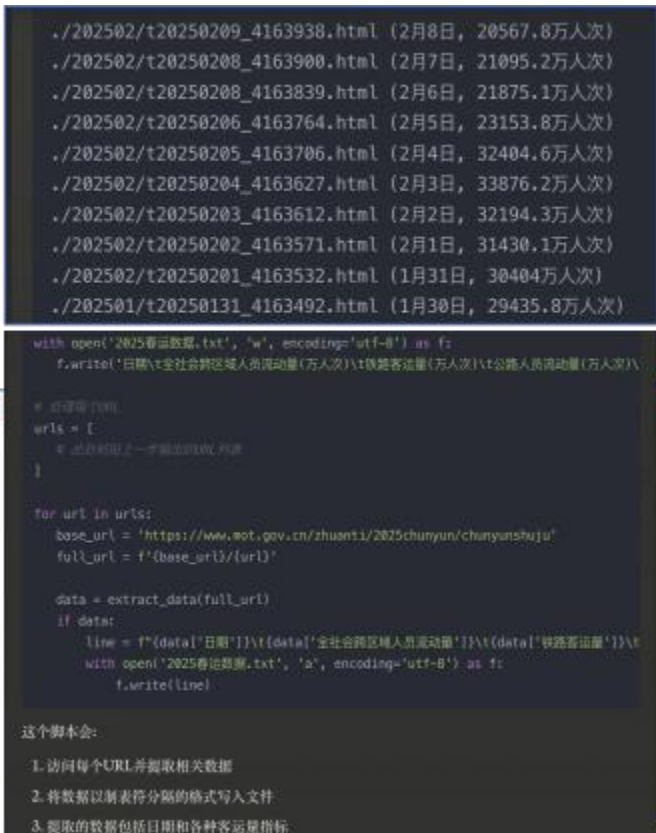 ./202502/t20250209_4163938.html (2月8日, 20567.8万人次)
./202502/t20250208_4163900.html (2月7日, 21095.2万人次)
./202502/t20250208_4163839.html (2月6日, 21875.1万人次)
./202502/t20250206_4163764.html (2月5日, 23153.8万人次)
./202502/t20250205_4163706.html (2月4日, 32404.6万人次)
./202502/t20250204_4163627.html (2月3日, 33876.2万人次)
./202502/t20250203_4163612.html (2月2日, 32194.3万人次)
./202502/t20250202_4163571.html (2月1日, 31430.1万人次)
./202502/t20250201_4163532.html (1月31日, 30404万人次)
./202501/t20250131_4163492.html (1月30日, 29435.8万人次)
with open('2025春运数据.txt', 'w', encoding='utf-8') as f:
f.write('日期\t全社会跨区域人员流动量(万人次)\t铁路客运量(万人次)\t公路人员流动量(万人次)\
urls = [
]
for url in urls:
base_url = 'https://www.mot.gov.cn/zhuanti/2025chunyun/chunyunshuju'
full_url = f'{base_url}/{url}'
data = extract_data(full_url)
if data:
line = f"{data['日期']}\t{data['全社会跨区域人员流动量']}\t{data['铁路客运量']}\t
with open('2025春运数据.txt', 'a', encoding='utf-8') as f:
f.write(line)
这个脚本会:
1. 访问每个URL并提取相关数据
2. 将数据以制表符分隔的格式写入文件
3. 提取的数据包括日期和各种客运量指标